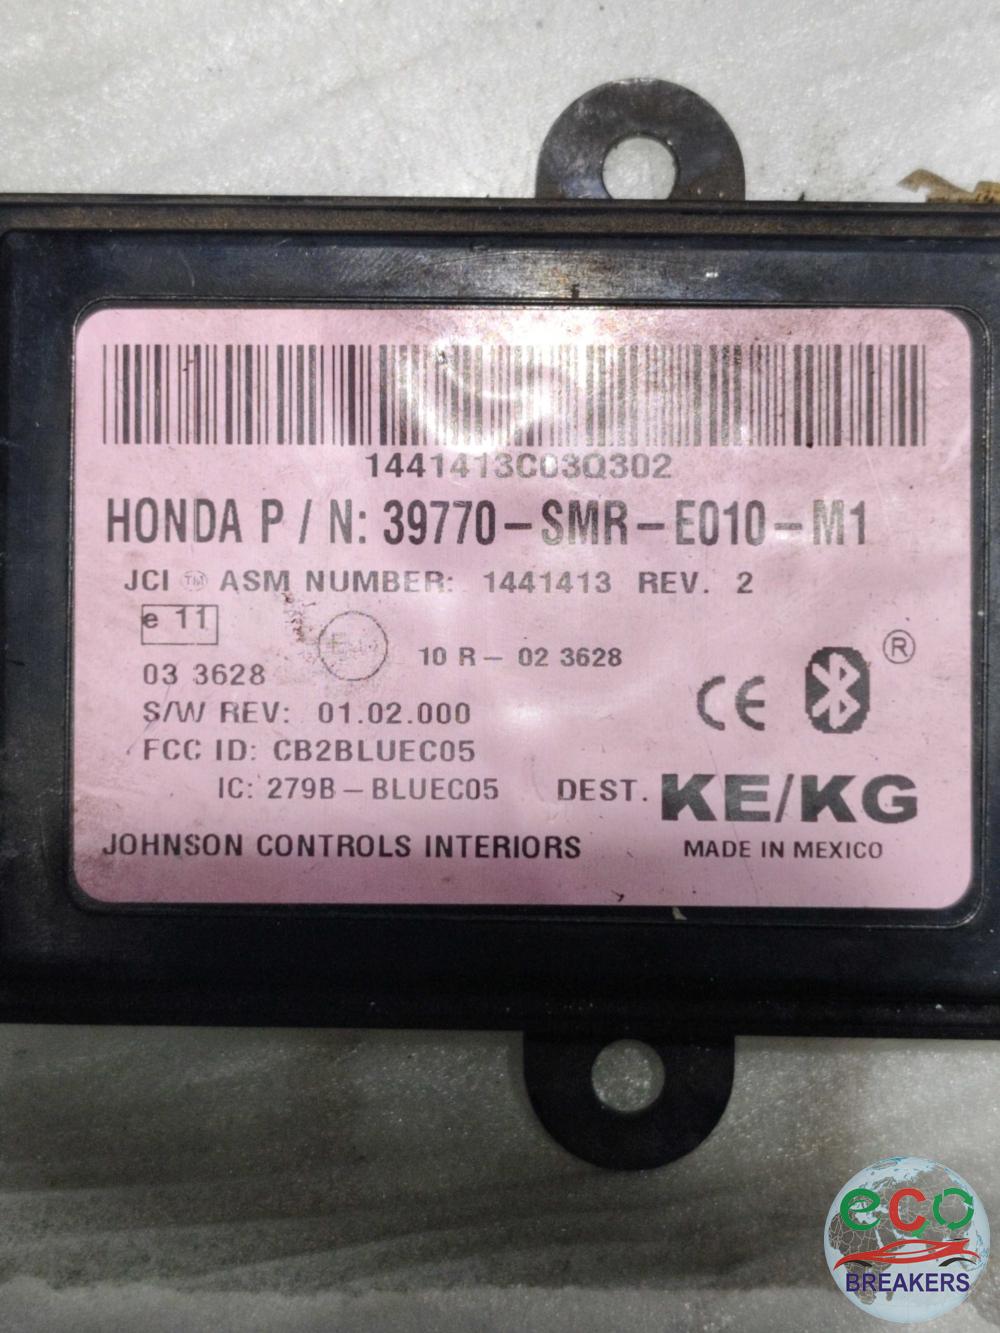 1441413C03Q302
HONDA P / N: 39770-SMR-E010-M1
JCI ™ ASM NUMBER: 1441413 REV. 2
e 11
10 R - 02 3628
®
03 3628
CE
S/W REV: 01.02.000
FCC ID: CB2BLUEC05
IC: 279B-BLUEC05 DEST. KE/KG
JOHNSON CONTROLS INTERIORS MADE IN MEXICO
eco
BREAKERS